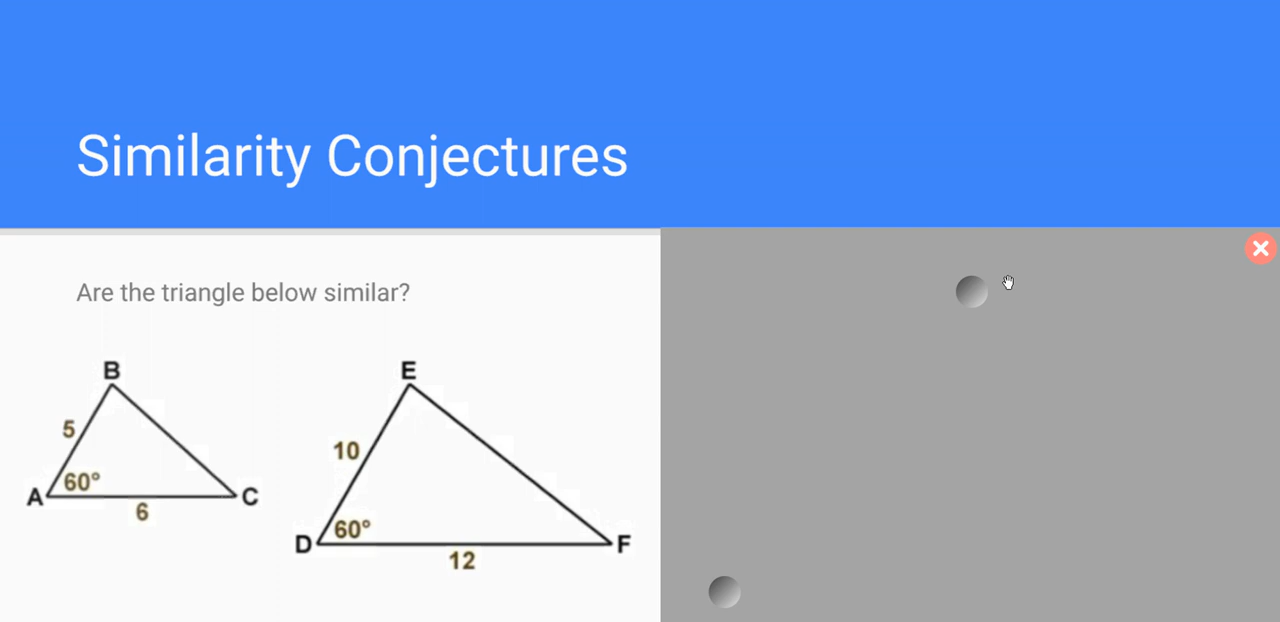 Similarity Conjectures
Are the triangle below similar?
B
5
60°
A
C
6
E
10
60°
D
F
12